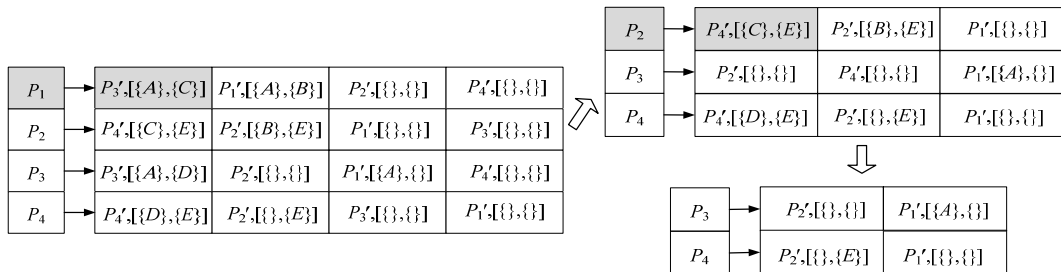 P₁ P₃′,[{A},{C}] P₁′,[{A},{B}] P₂′,[{},{}] P₄′,[{},{}]
P₂ P₄′,[{C},{E}] P₂′,[{B},{E}] P₁′,[{},{}] P₃′,[{},{}]
P₃ P₃′,[{A},{D}] P₂′,[{},{}] P₁′,[{A},{}] P₄′,[{},{}]
P₄ P₄′,[{D},{E}] P₂′,[{},{E}] P₃′,[{},{}] P₁′,[{},{}]
P₂ P₄′,[{C},{E}] P₂′,[{B},{E}] P₁′,[{},{}]
P₃ P₂′,[{},{}] P₄′,[{},{}] P₁′,[{A},{}]
P₄ P₄′,[{D},{E}] P₂′,[{},{E}] P₁′,[{},{}]
P₃ P₂′,[{},{}] P₁′,[{A},{}]
P₄ P₂′,[{},{E}] P₁′,[{},{}]